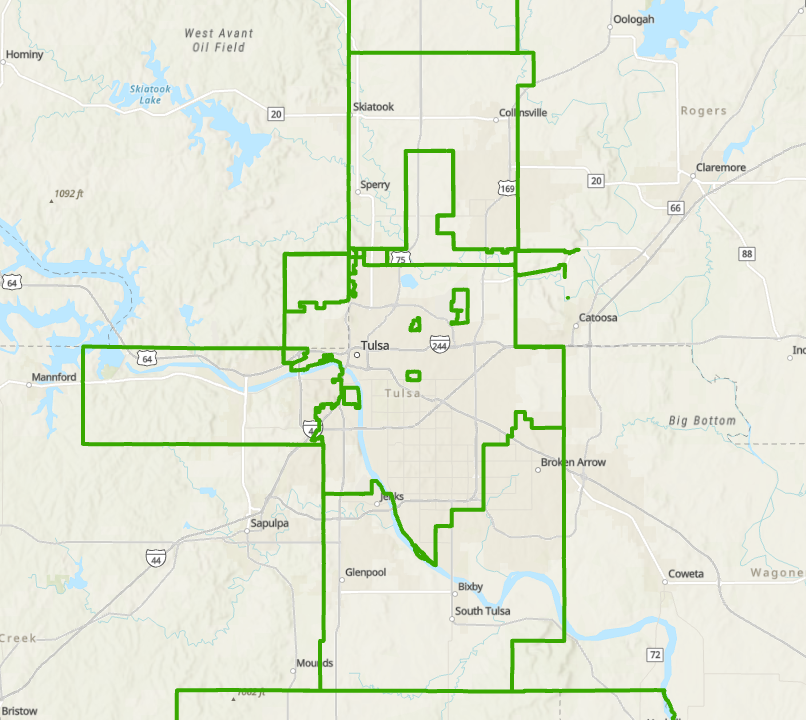 Oologah
West Avant
Oil Field
Hominy
Skiatook
Lake
20
Skiatook
Collinsville
Rogers
Claremore
20
Sperry
169
1092 ft
66
88
75
64
Catoosa
Tulsa
244
64
Mannford
Tulsa
Big Bottom
44
Broken Arrow
Jenks
Sapulpa
44
Glenpool
Coweta
Wagone
Bixby
South Tulsa
Creek
72
Mounds
1002 ft
Bristow